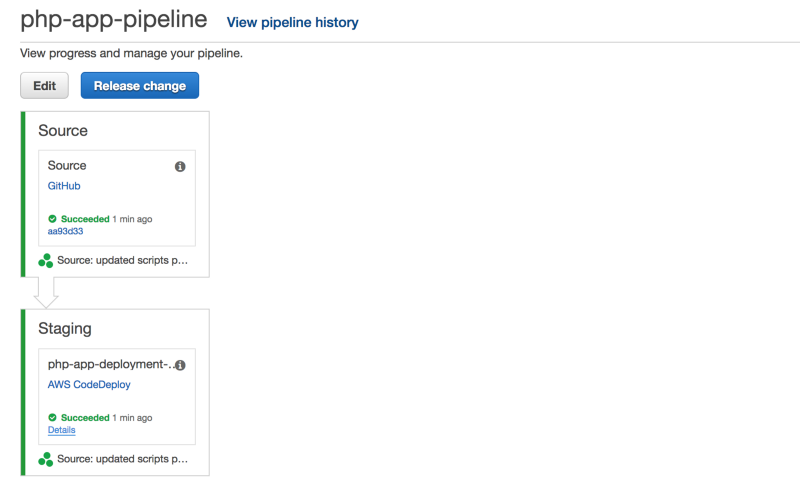 php-app-pipeline View pipeline history
View progress and manage your pipeline.
Edit Release change
Source
Source
GitHub
Succeeded 1 min ago
aa93d33
Source: updated scripts p...
Staging
php-app-deployment-...
AWS CodeDeploy
Succeeded 1 min ago
Details
Source: updated scripts p...